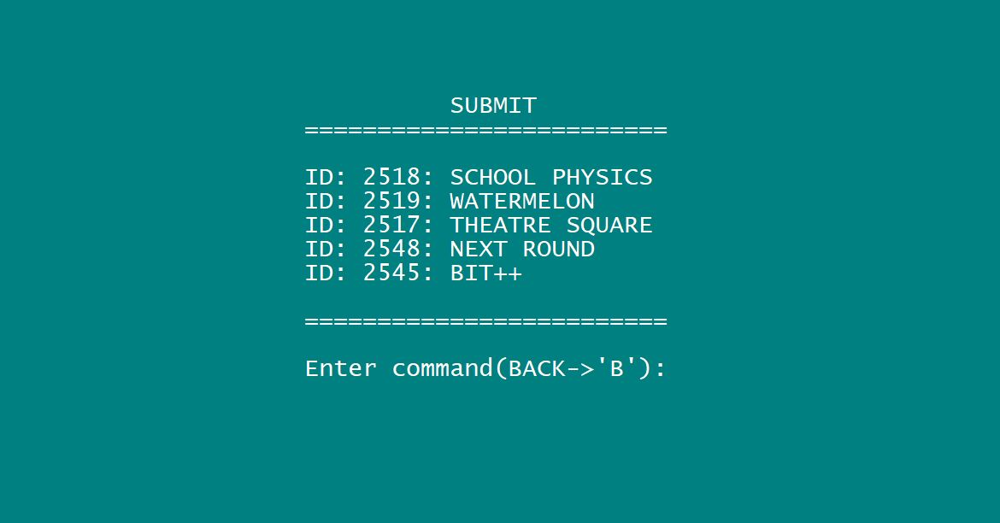 SUBMIT
=========================
ID: 2518: SCHOOL PHYSICS
ID: 2519: WATERMELON
ID: 2517: THEATRE SQUARE
ID: 2548: NEXT ROUND
ID: 2545: BIT++
=========================
Enter command(BACK->'B'):